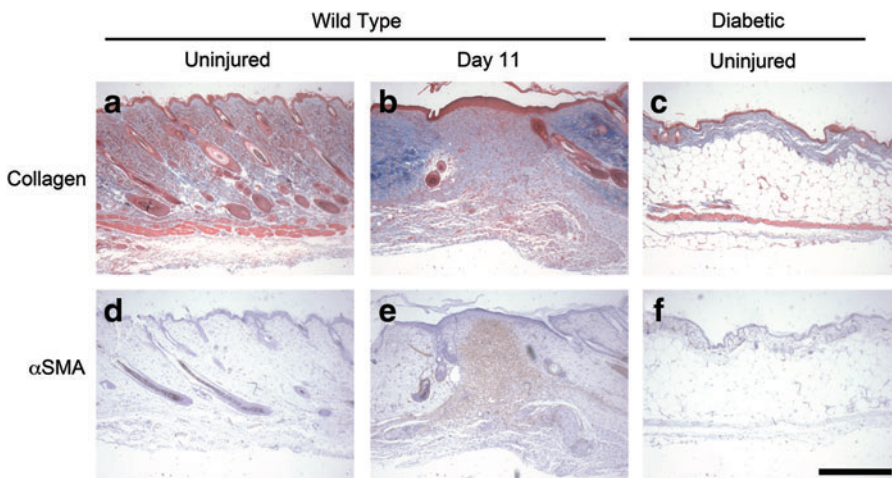 Wild Type Diabetic
Uninjured Day 11 Uninjured
a b c
Collagen
d e f
αSMA